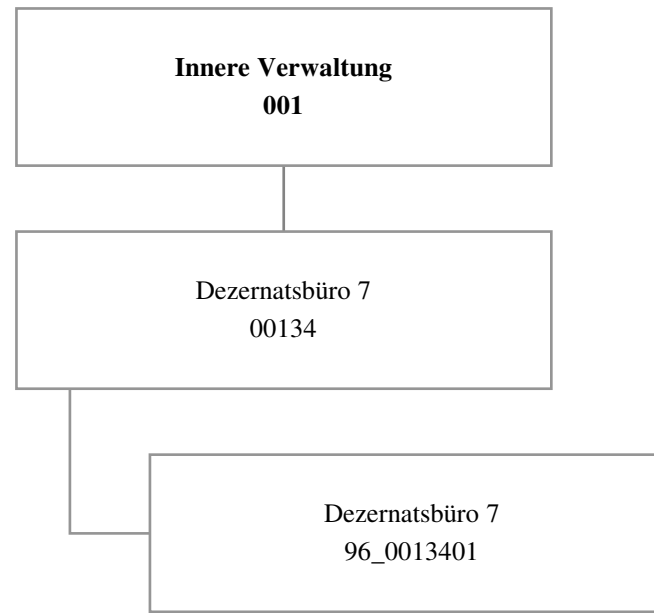 Innere Verwaltung
001
Dezernatsbüro 7
00134
Dezernatsbüro 7
96_0013401